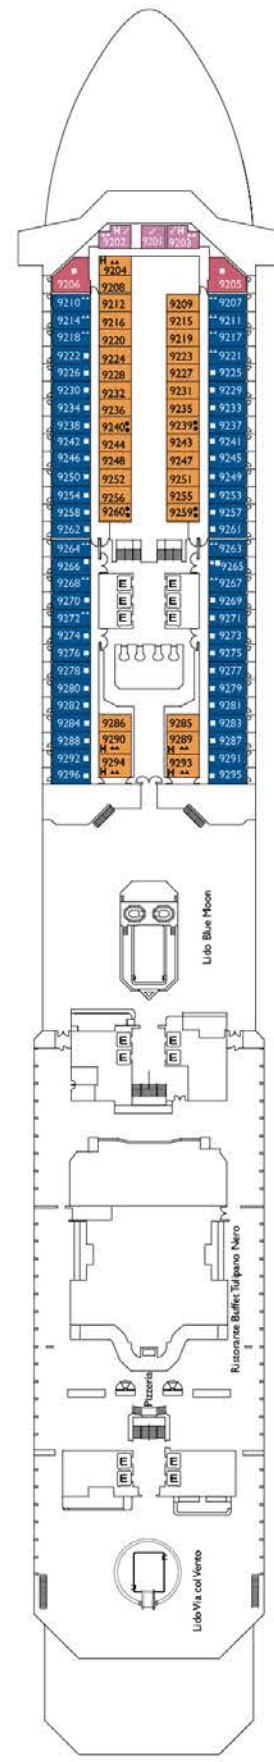 H
H
9202 9201 9203
H
9204
9206 9205
9208
9210 9212 9209 9207
9214 9216 9215 9211
9218 9220 9219 9217
9222 9224 9223 9221
9226 9228 9227 9225
9230 9232 9231 9229
9234 9236 9235 9233
9238 9240 9239 9237
9242 9244 9243 9241
9246 9248 9247 9245
9250 9252 9251 9249
9254 9256 9255 9253
9258 9260 9259 9257
9262 9261
9264 9263
9266 9265
9268 E E 9267
9270 E E 9269
9372 E E 9271
9274 9273
9276 9275
9278 9277
9280 9279
9282 9281
9284 9286 9285 9283
9288 9290 9289 9287
H H
9292 9294 9293 9291
9296 H H 9295
Lido Blue Moon
E E
E E
Ristorante Buffet Tulipano Nero
Pizzeria
E E
E E
Lido Via col Vento